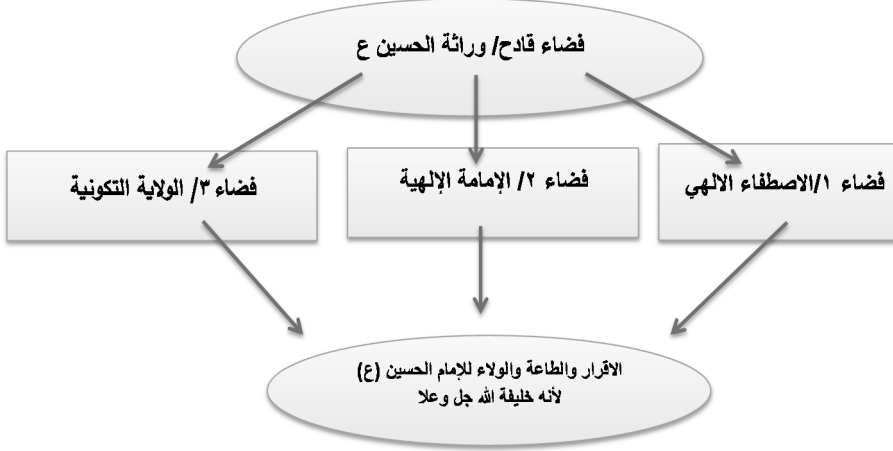 فضاء قادح/ وراثة الحسين ع
فضاء ١/الاصطفاء الالهي
فضاء ٢/ الإمامة الإلهية
فضاء ٣/ الولاية التكونية
الاقرار والطاعة والولاء للإمام الحسين (ع)
لأنه خليفة الله جل وعلا